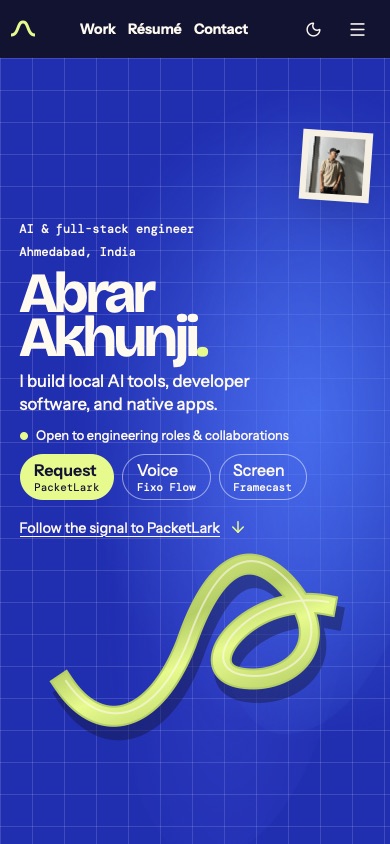 Work Résumé Contact
AI & full-stack engineer
Ahmedabad, India
Abrar
Akhunji.
I build local AI tools, developer
software, and native apps.
Open to engineering roles & collaborations
Request Voice Screen
PacketLark Fixo Flow Framecast
Follow the signal to PacketLark